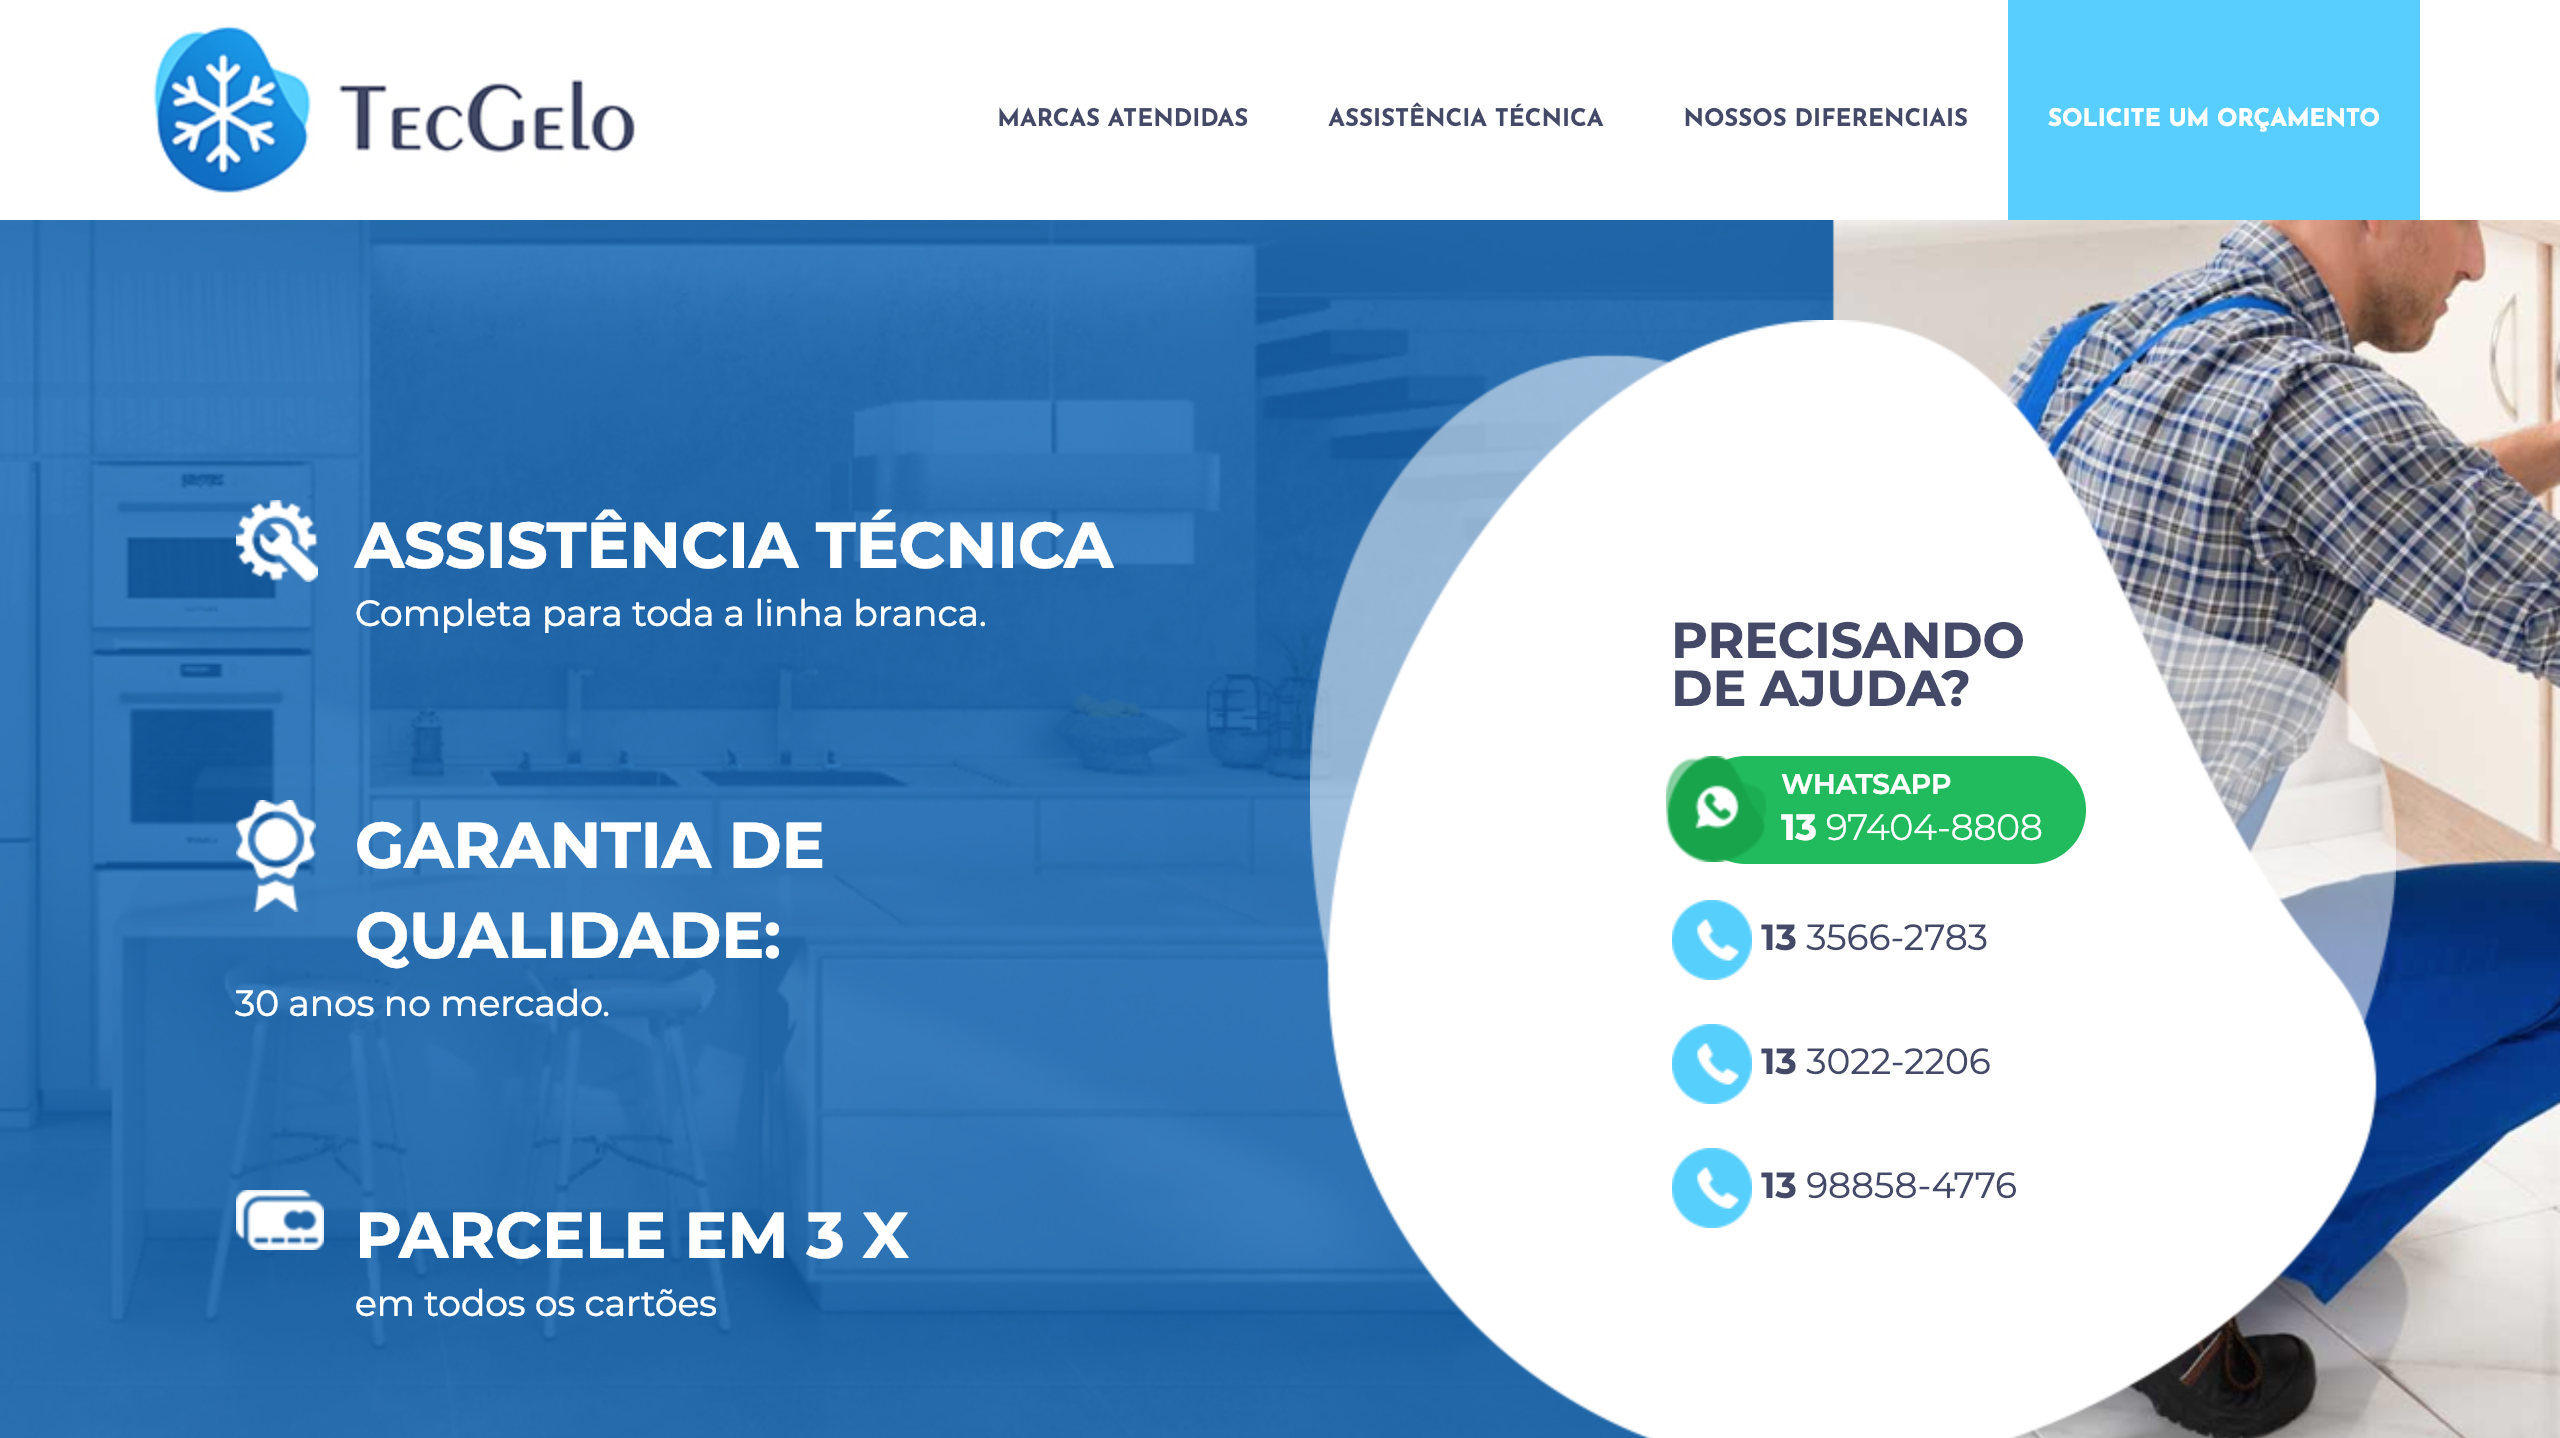 TecGelo
MARCAS ATENDIDAS
ASSISTÊNCIA TÉCNICA
NOSSOS DIFERENCIAIS
SOLICITE UM ORÇAMENTO
ASSISTÊNCIA TÉCNICA
Completa para toda a linha branca.
GARANTIA DE
QUALIDADE:
30 anos no mercado.
PARCELE EM 3 X
em todos os cartões
PRECISANDO
DE AJUDA?
WHATSAPP
13 97404-8808
13 3566-2783
13 3022-2206
13 98858-4776